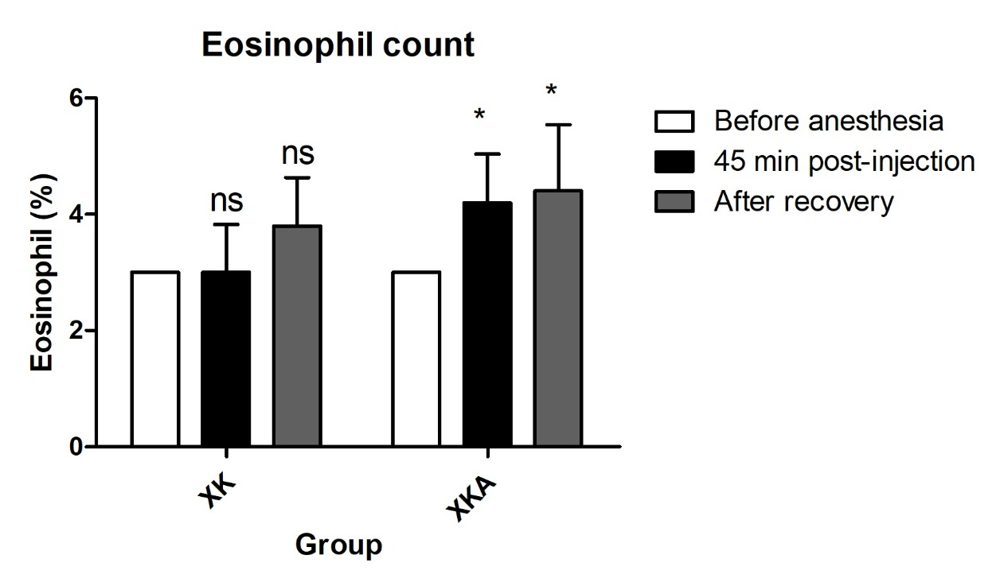 Eosinophil count
Eosinophil (%)
6
4
2
0
ns
ns
*
*
XK
XKA
Group
Before anesthesia
45 min post-injection
After recovery